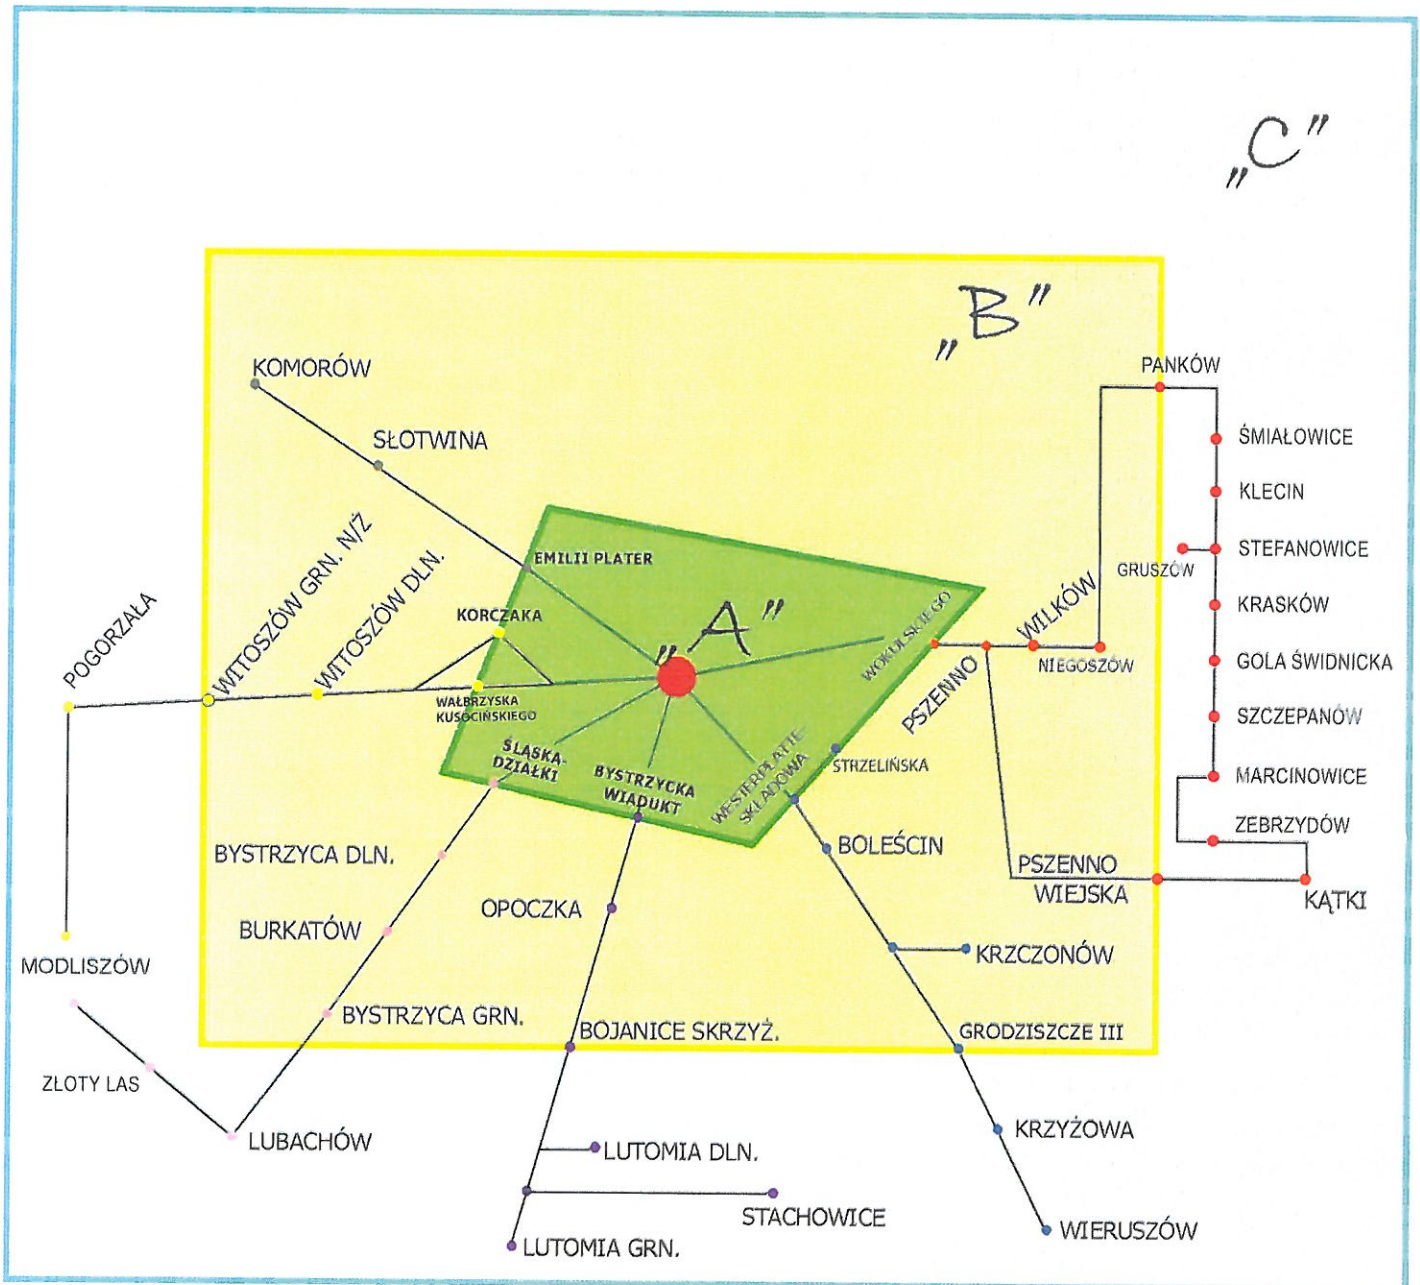 „C”
„B”
KOMORÓW
PANKÓW
SŁOTWINA
ŚMIAŁOWICE
KLECIN
STEFANOWICE
GRUSZÓW
EMILII PLATER
WITOSZÓW GRN. N/Ż
WITOSZÓW DLN.
KORCZAKA
„A”
WOKULSKIEGO
WILKÓW
KRASKÓW
POGORZAŁA
NIEGOSZÓW
GOLA ŚWIDNICKA
PSZENNO
WAŁBRZYSKA
KUSOCIŃSKIEGO
SZCZEPANÓW
ŚLĄSKA-
DZIAŁKI
BYSTRZYCKA
WIADUKT
WESTERPLATTE-
SKŁADOWA
STRZELIŃSKA
MARCINOWICE
ZEBRZYDÓW
BYSTRZYCA DLN.
BOLEŚCIN
PSZENNO
WIEJSKA
KĄTKI
OPOCZKA
BURKATÓW
KRZCZONÓW
MODLISZÓW
BYSTRZYCA GRN.
BOJANICE SKRZYŻ.
GRODZISZCZE III
ZŁOTY LAS
LUBACHÓW
KRZYŻOWA
LUTOMIA DLN.
STACHOWICE
WIERUSZÓW
LUTOMIA GRN.